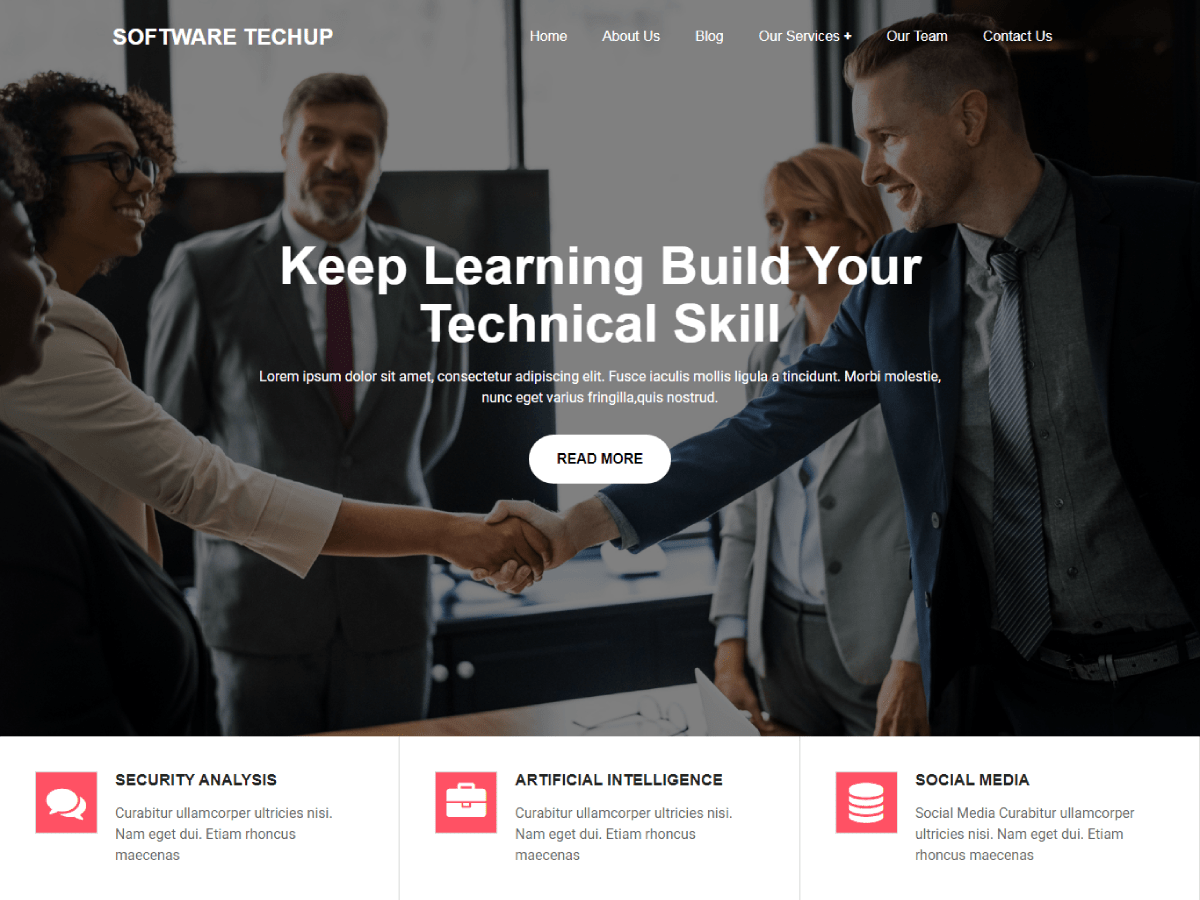 SOFTWARE TECHUP
Home About Us Blog Our Services + Our Team Contact Us
Keep Learning Build Your
Technical Skill
Lorem ipsum dolor sit amet, consectetur adipiscing elit. Fusce iaculis mollis ligula a tincidunt. Morbi molestie,
nunc eget varius fringilla,quis nostrud.
READ MORE
SECURITY ANALYSIS
Curabitur ullamcorper ultricies nisi.
Nam eget dui. Etiam rhoncus
maecenas
ARTIFICIAL INTELLIGENCE
Curabitur ullamcorper ultricies nisi.
Nam eget dui. Etiam rhoncus
maecenas
SOCIAL MEDIA
Social Media Curabitur ullamcorper
ultricies nisi. Nam eget dui. Etiam
rhoncus maecenas